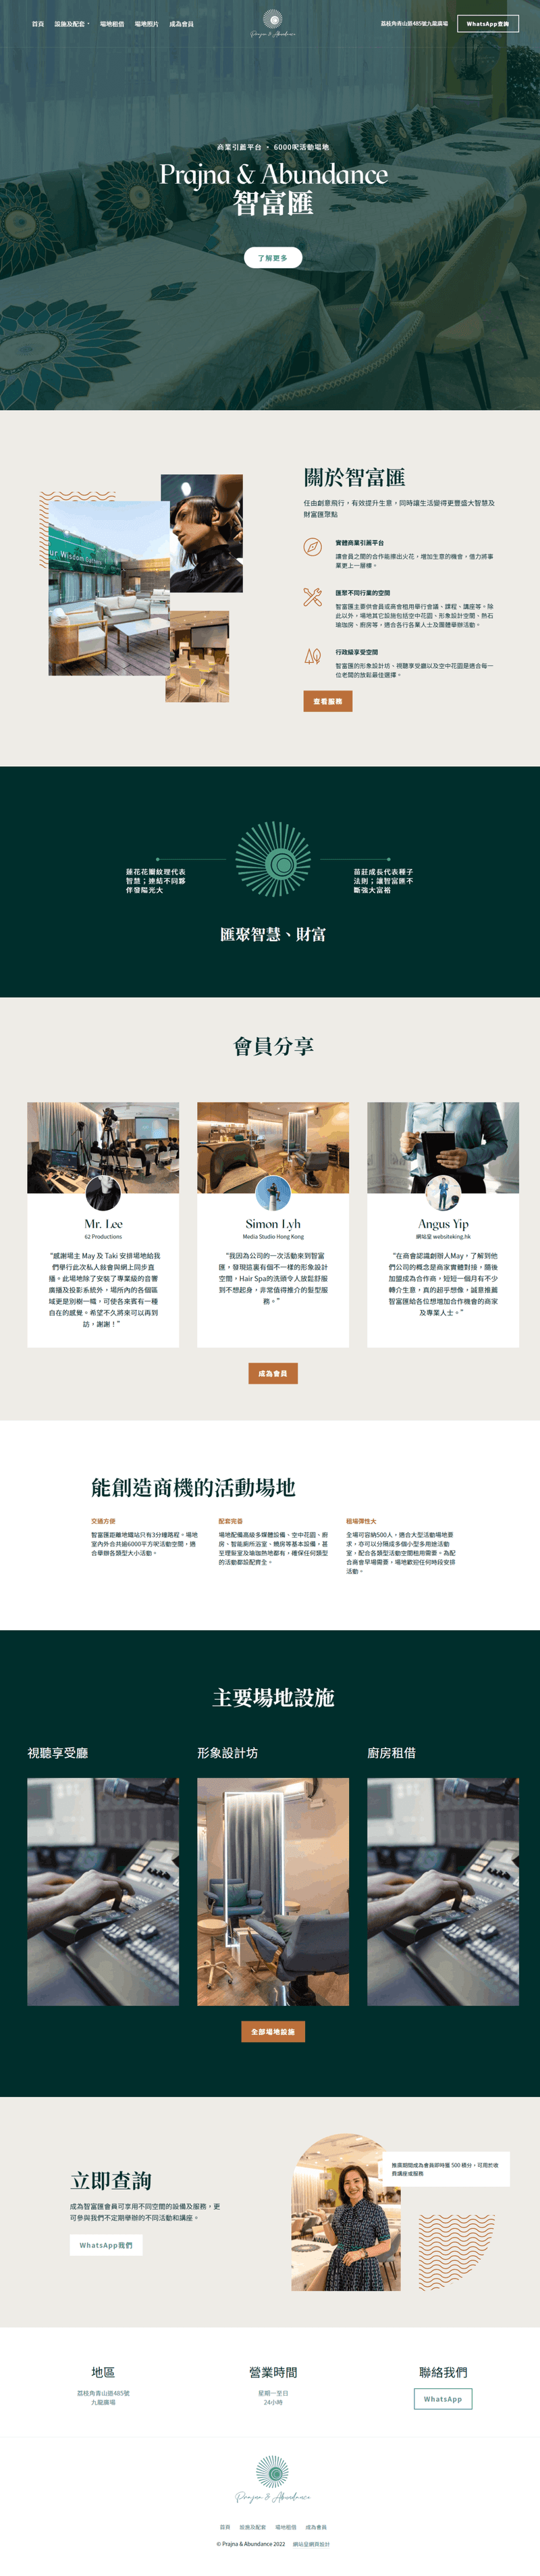 首頁 設施及配套 場地租借 場地相片 成為會員
Prajna & Abundance
荔枝角青山道485號九龍廣場
WhatsApp查詢
商業引薦平台 • 6000呎活動場地
Prajna & Abundance
智富匯
了解更多
ur Wisdom Gathers
關於智富匯
任由創意飛行，有效提升生意，同時讓生活變得更豐盛大智慧及
財富匯聚點
實體商業引薦平台
讓會員之間的合作能擦出火花，增加生意的機會，借力將事
業更上一層樓。
匯聚不同行業的空間
智富匯主要供會員或商會租用舉行會議、課程、講座等。除
此以外，場地其它設施包括空中花園、形象設計空間、熱石
瑜珈房、廚房等，適合各行各業人士及團體舉辦活動。
行政級享受空間
智富匯的形象設計坊、視聽享受廳以及空中花園是適合每一
位老闆的放鬆最佳選擇。
查看服務
蓮花花瓣紋理代表
智慧；連結不同夥
伴發陽光大
苗莊成長代表種子
法則；讓智富匯不
斷強大富裕
匯聚智慧、財富
會員分享
Mr. Lee
62 Productions
“感謝場主 May 及 Taki 安排場地給我
們舉行此次私人敍會與網上同步直
播。此場地除了安裝了專業級的音響
廣播及投影系統外，場所內的各個區
域更是別樹一幟，可使各來賓有一種
自在的感覺。希望不久將來可以再到
訪，謝謝！”
Simon Lyh
Media Studio Hong Kong
“我因為公司的一次活動來到智富
匯，發現這裏有個不一樣的形象設計
空間，Hair Spa的洗頭令人放鬆舒服
到不想起身，非常值得推介的髮型服
務。”
Angus Yip
網站皇 websiteking.hk
“在商會認識創辦人May，了解到他
們公司的概念是商家實體對接，隨後
加盟成為合作商，短短一個月有不少
轉介生意，真的超乎想像，誠意推薦
智富匯給各位想增加合作機會的商家
及專業人士。”
成為會員
能創造商機的活動場地
交通方便
智富匯距離地鐵站只有3分鐘路程。場地
室內外合共逾6000平方呎活動空間，適
合舉辦各類型大小活動。
配套完善
場地配備高級多媒體設備、空中花園、廚
房、智能廁所浴室、燒房等基本設備，甚
至理髮室及瑜珈熱地都有，確保任何類型
的活動都設配齊全。
租場彈性大
全場可容納500人，適合大型活動場地要
求，亦可以分隔成多個小型多用途活動
室，配合各類型活動空間租用需要。為配
合商會早場需要，場地歡迎任何時段安排
活動。
主要場地設施
視聽享受廳
形象設計坊
廚房租借
全部場地設施
立即查詢
成為智富匯會員可享用不同空間的設備及服務，更
可參與我們不定期舉辦的不同活動和講座。
WhatsApp我們
推廣期間成為會員即時獲 500 積分，可用於收
費講座或服務
地區
荔枝角青山道485號
九龍廣場
營業時間
星期一至日
24小時
聯絡我們
WhatsApp
Prajna & Abundance
首頁 設施及配套 場地租借 成為會員
© Prajna & Abundance 2022 網站皇網頁設計